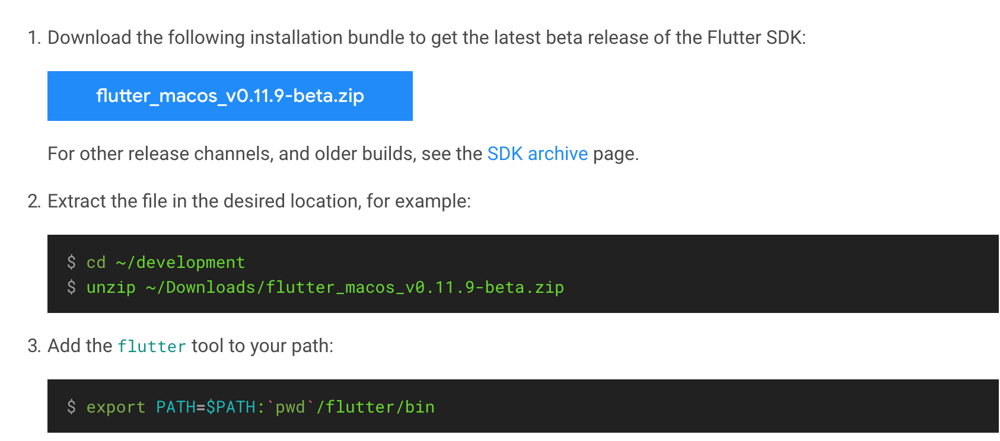 1. Download the following installation bundle to get the latest beta release of the Flutter SDK:
flutter_macos_v0.11.9-beta.zip
For other release channels, and older builds, see the SDK archive page.
2. Extract the file in the desired location, for example:
$ cd ~/development
$ unzip ~/Downloads/flutter_macos_v0.11.9-beta.zip
3. Add the flutter tool to your path:
$ export PATH=$PATH:`pwd`/flutter/bin